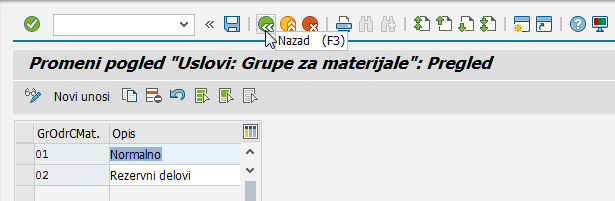 Nazad (F3)
Promeni pogled "Uslovi: Grupe za materijale": Pregled
Novi unosi
GrOdrCMat. Opis
01 Normalno
02 Rezervni delovi